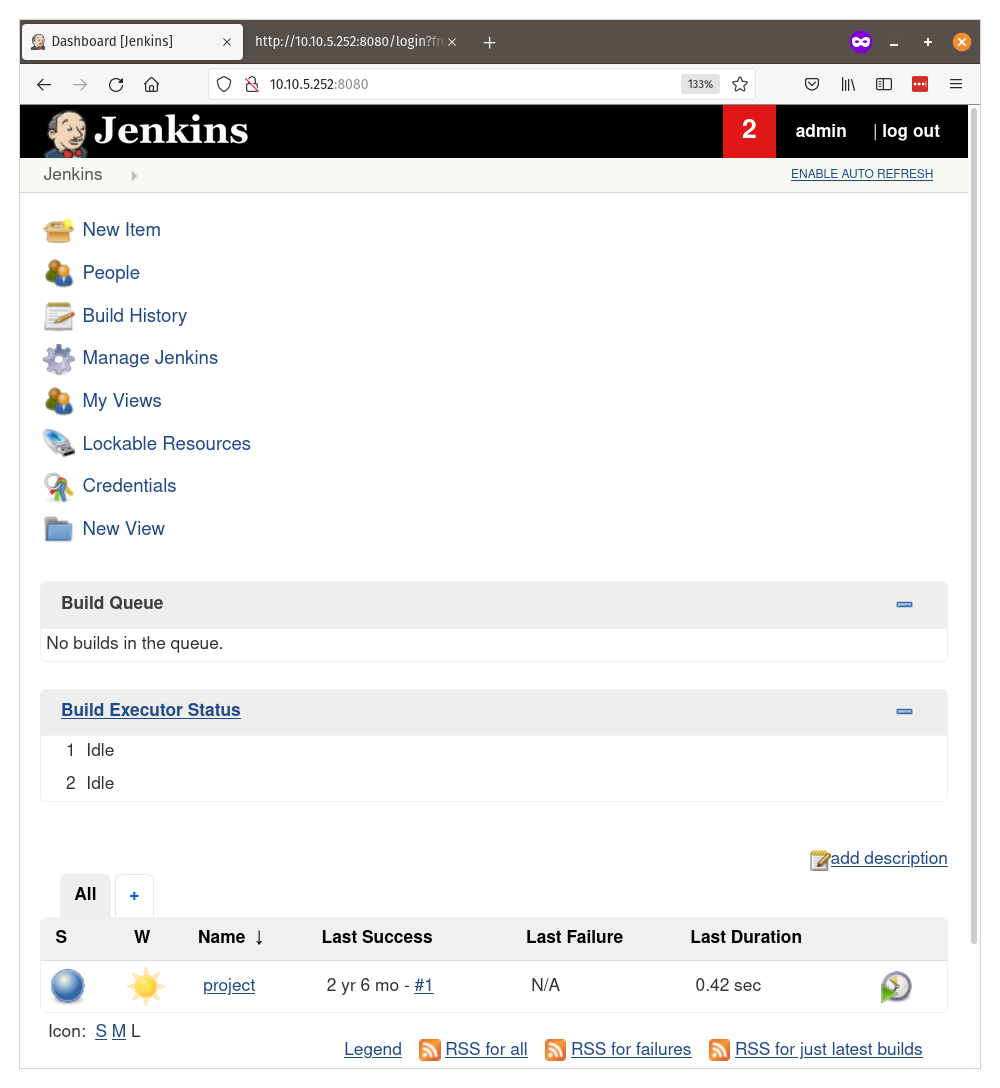 Dashboard [Jenkins]
http://10.10.5.252:8080/login?fro
10.10.5.252:8080
133%
Jenkins
2
admin
| log out
Jenkins
ENABLE AUTO REFRESH
New Item
People
Build History
Manage Jenkins
My Views
Lockable Resources
Credentials
New View
Build Queue
No builds in the queue.
Build Executor Status
1 Idle
2 Idle
add description
All +
S W Name ↓ Last Success Last Failure Last Duration
project 2 yr 6 mo - #1 N/A 0.42 sec
Icon: S M L
Legend RSS for all RSS for failures RSS for just latest builds